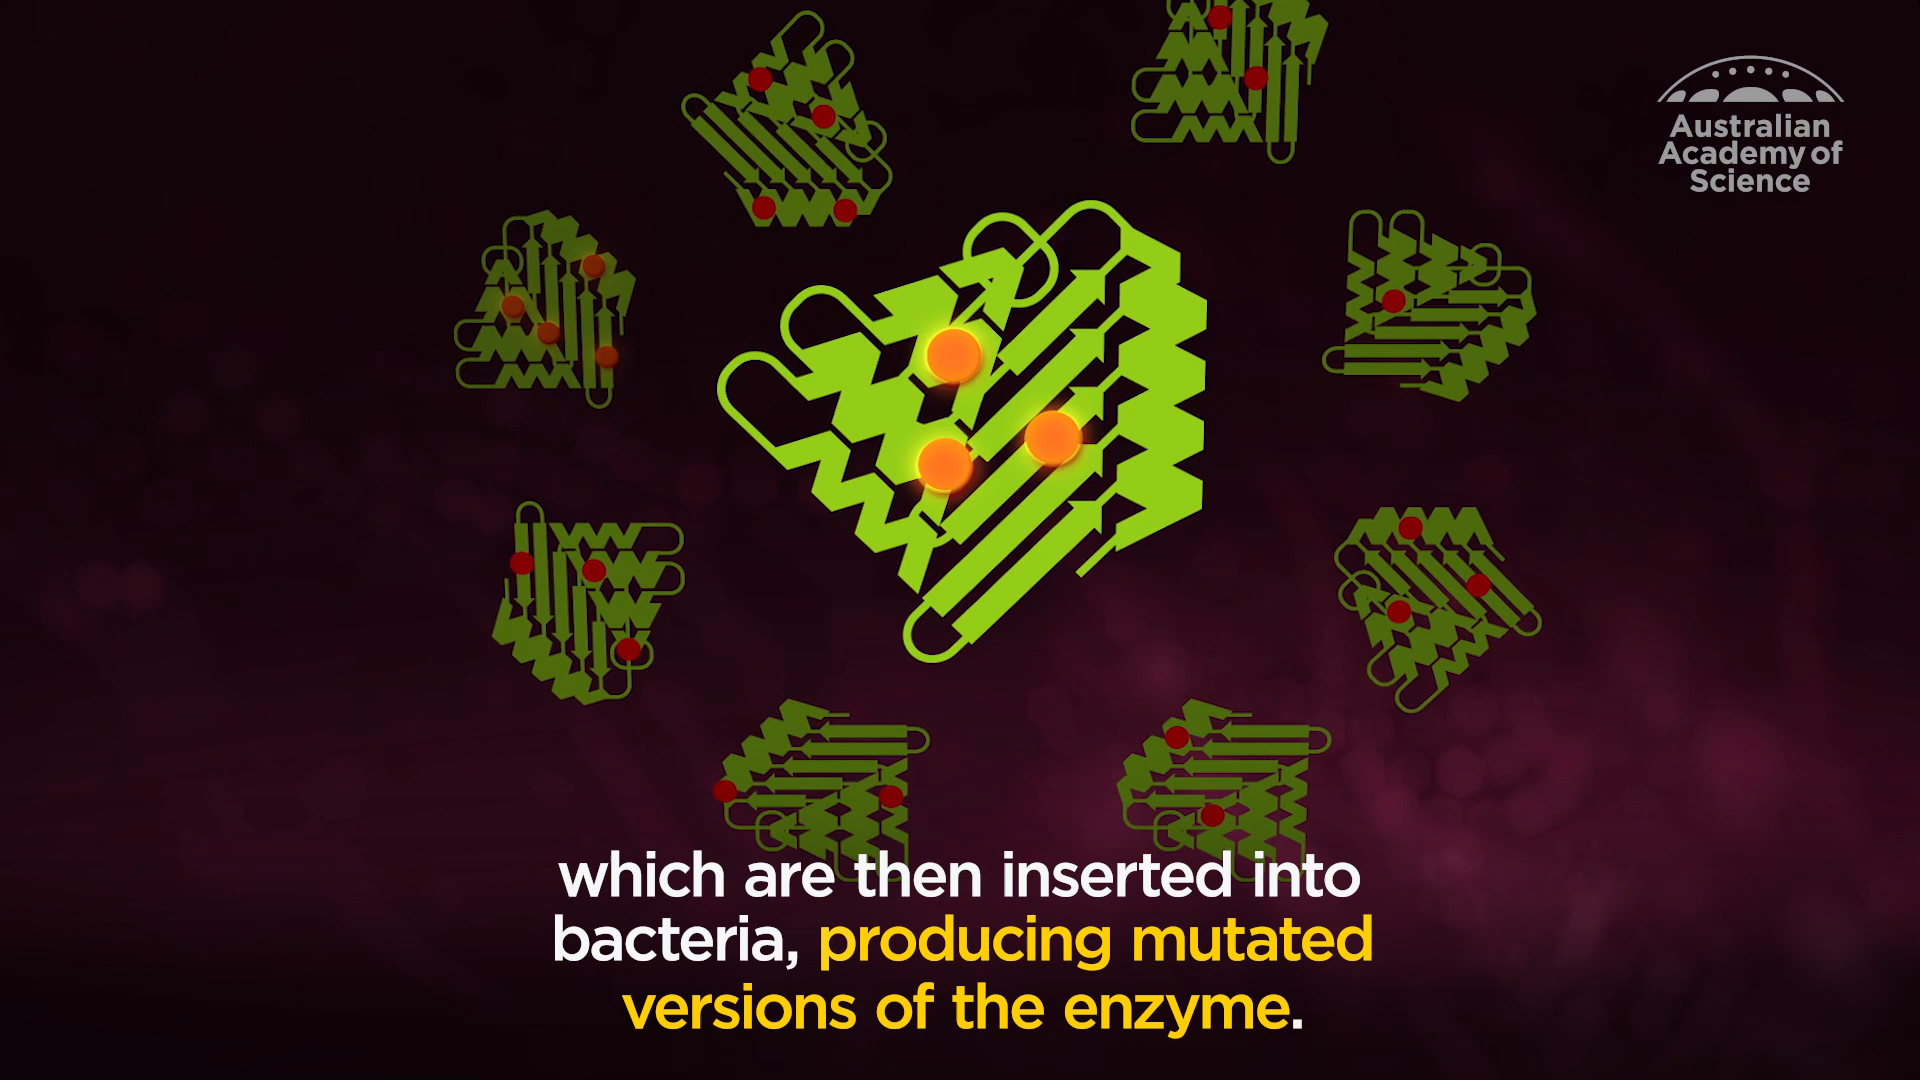 Australian
Academy of
Science
which are then inserted into
bacteria, producing mutated
versions of the enzyme.